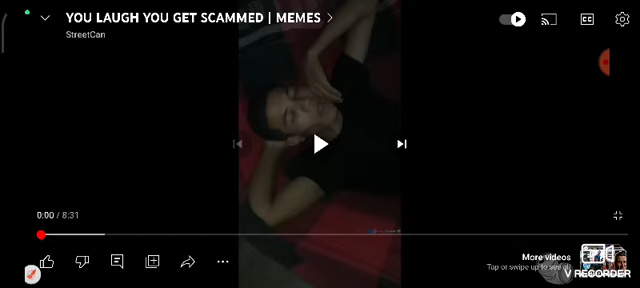 YOU LAUGH YOU GET SCAMMED | MEMES
StreetCan
CC
0:00 / 8:31
More videos
Tap or swipe up to see all
V RECORDER